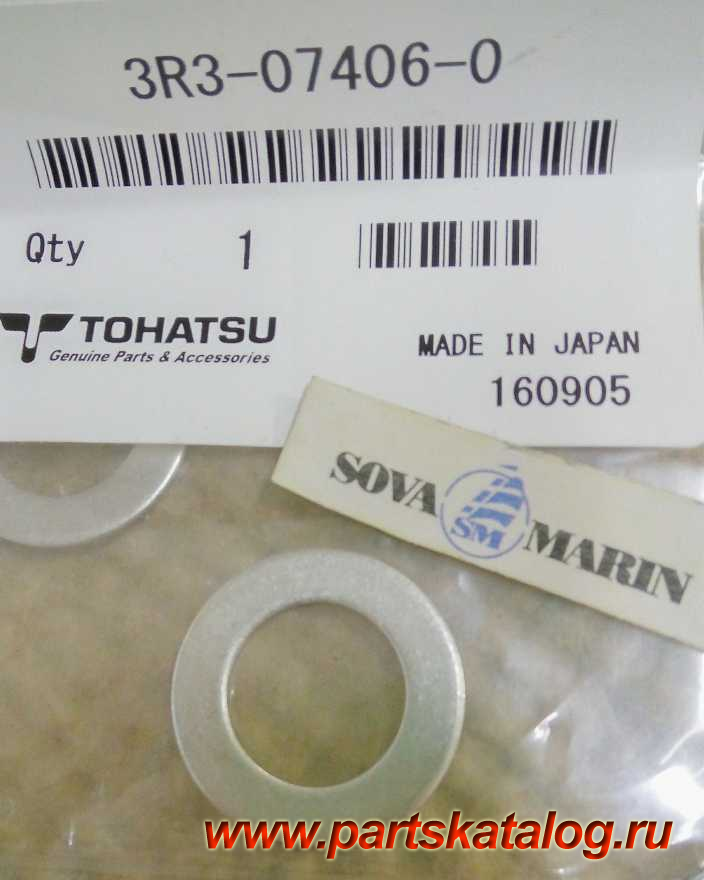 3R3-07406-0
Qty 1
TOHATSU
Genuine Parts & Accessories
MADE IN JAPAN
160905
SOVA SM MARIN
www.partskatalog.ru